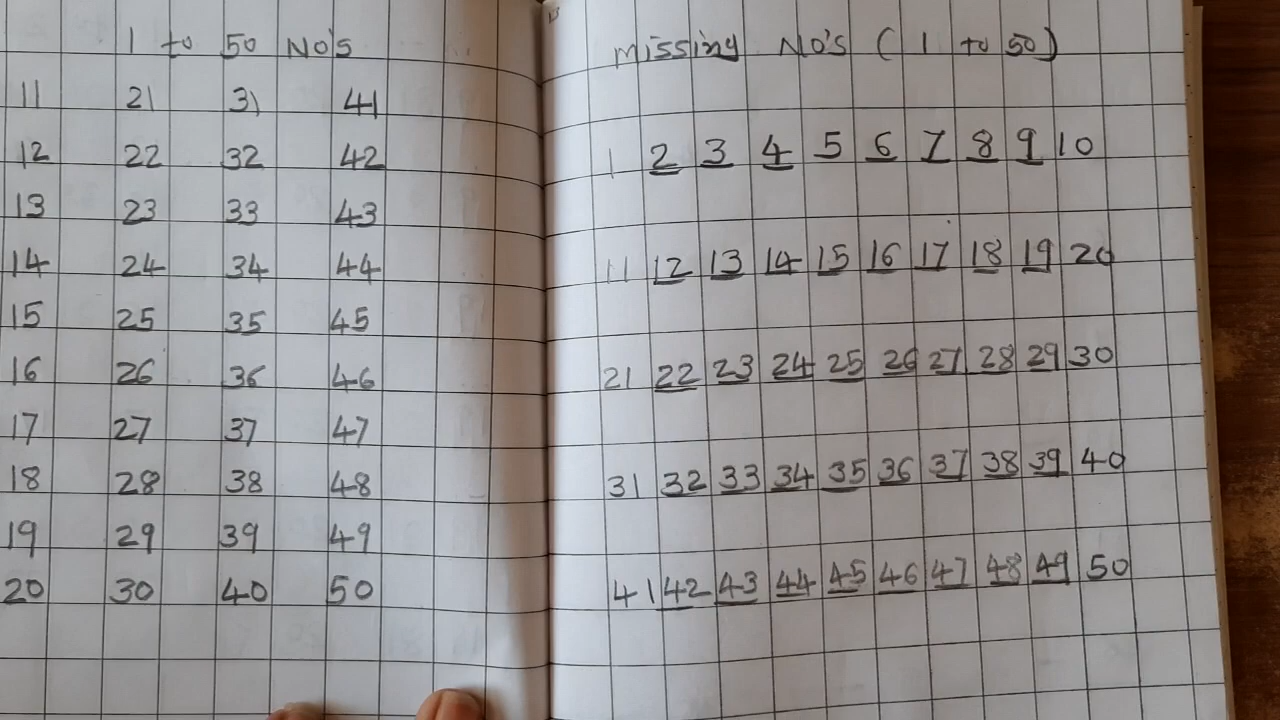 1 to 50 No's
11 21 31 41
12 22 32 42
13 23 33 43
14 24 34 44
15 25 35 45
16 26 36 46
17 27 37 47
18 28 38 48
19 29 39 49
20 30 40 50
Missing No's ( 1 to 50 )
1 2 3 4 5 6 7 8 9 10
11 12 13 14 15 16 17 18 19 20
21 22 23 24 25 26 27 28 29 30
31 32 33 34 35 36 37 38 39 40
41 42 43 44 45 46 47 48 49 50